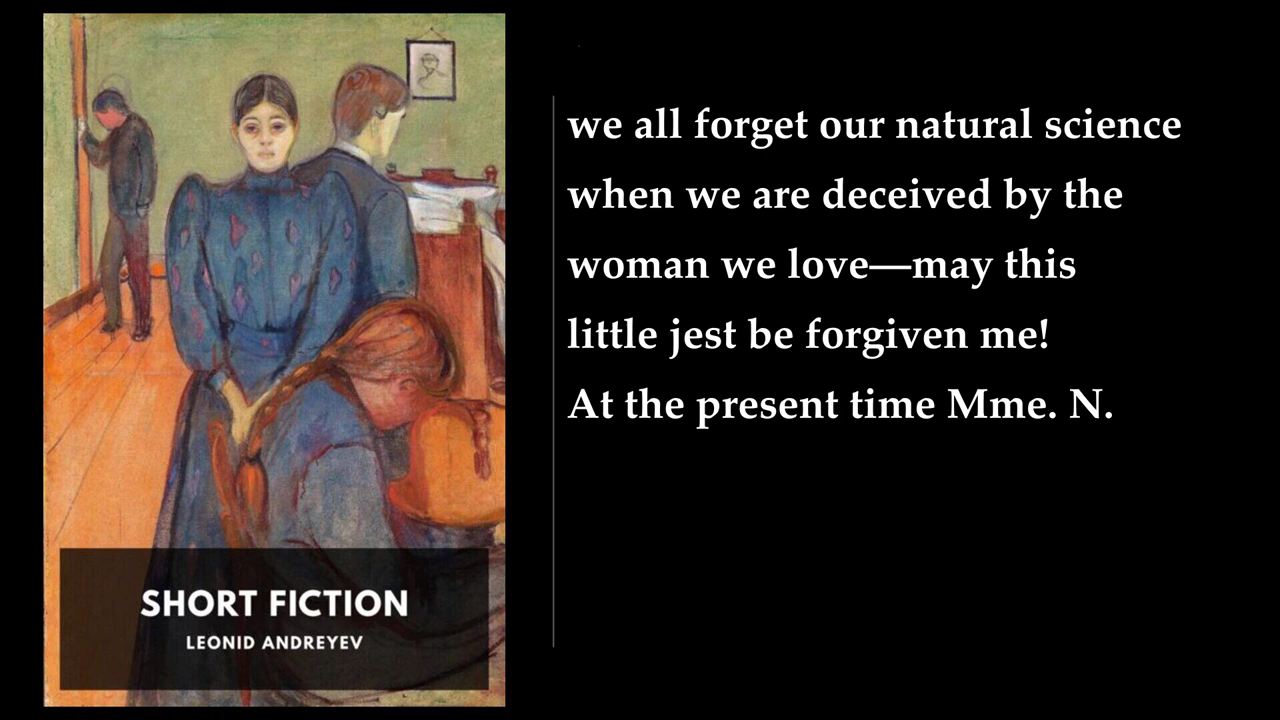 we all forget our natural science
when we are deceived by the
woman we love—may this
little jest be forgiven me!
At the present time Mme. N.
SHORT FICTION
LEONID ANDREYEV